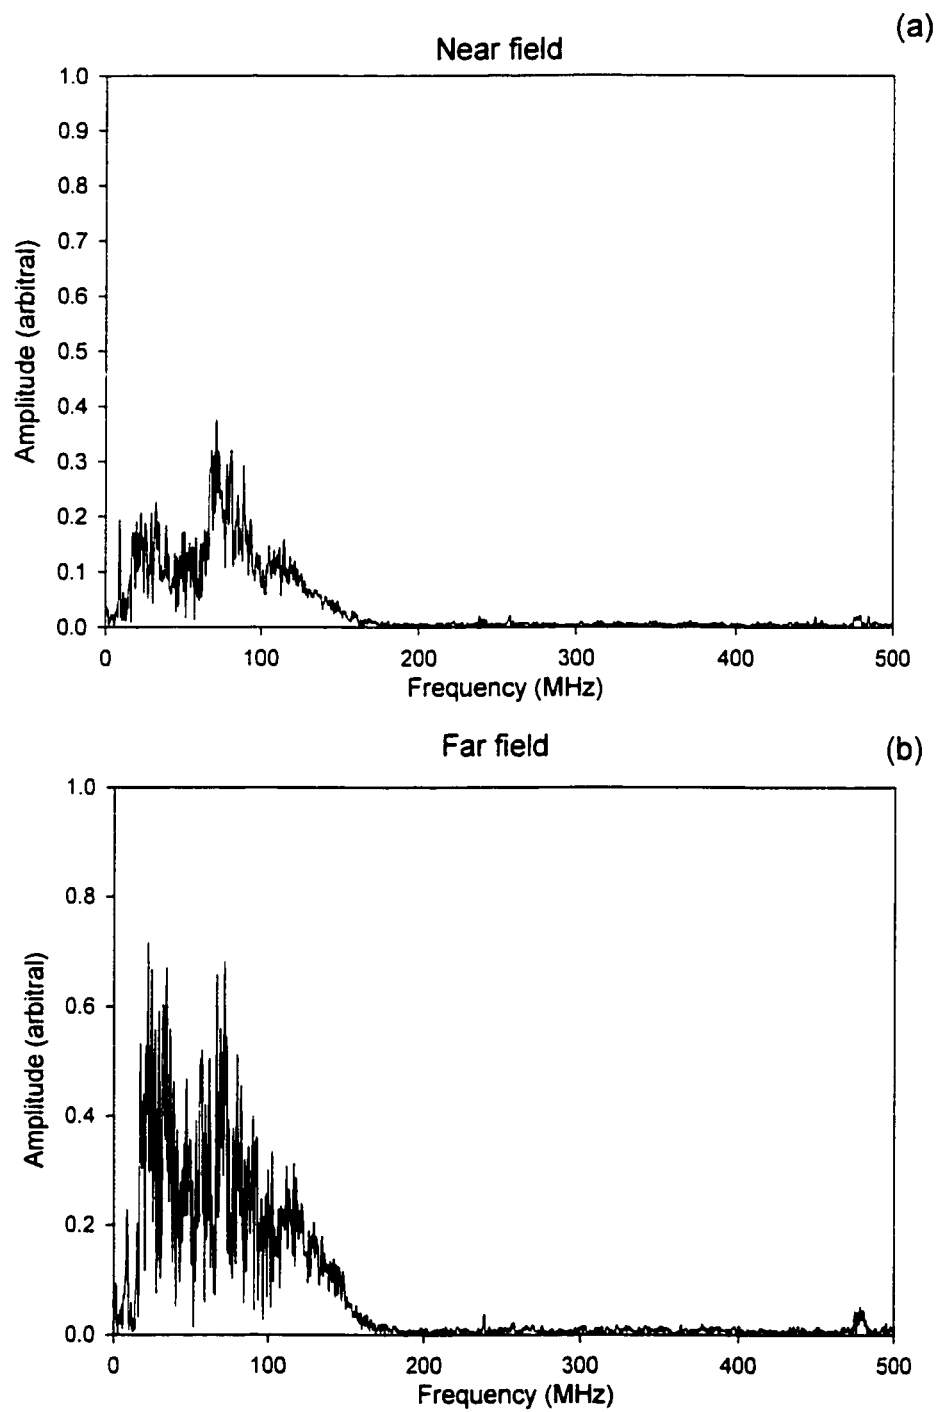 (a)
Near field
1.0
0.9
0.8
0.7
0.6
0.5
0.4
0.3
0.2
0.1
0.0
Amplitude (arbitral)
0 100 200 300 400 500
Frequency (MHz)
Far field
(b)
1.0
0.8
0.6
0.4
0.2
0.0
Amplitude (arbitral)
0 100 200 300 400 500
Frequency (MHz)